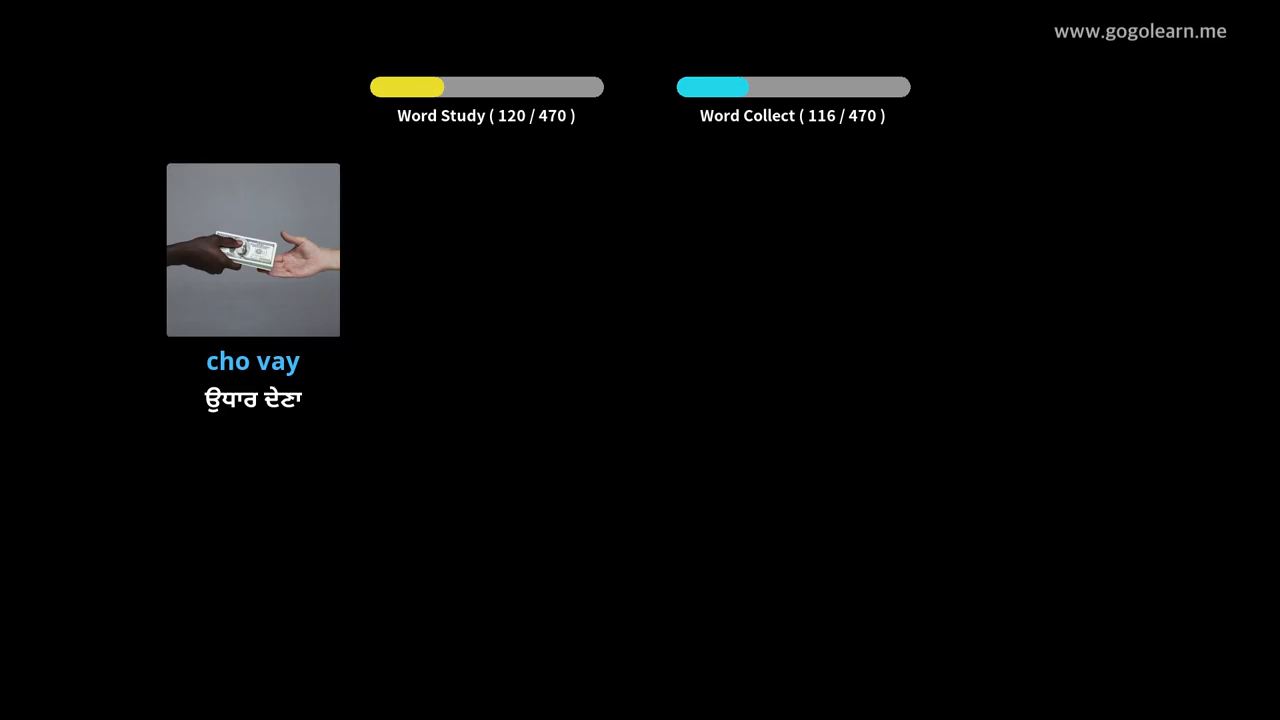 www.gogolearn.me
Word Study ( 120 / 470 )
Word Collect ( 116 / 470 )
cho vay
ਉਧਾਰ ਦੇਣਾ